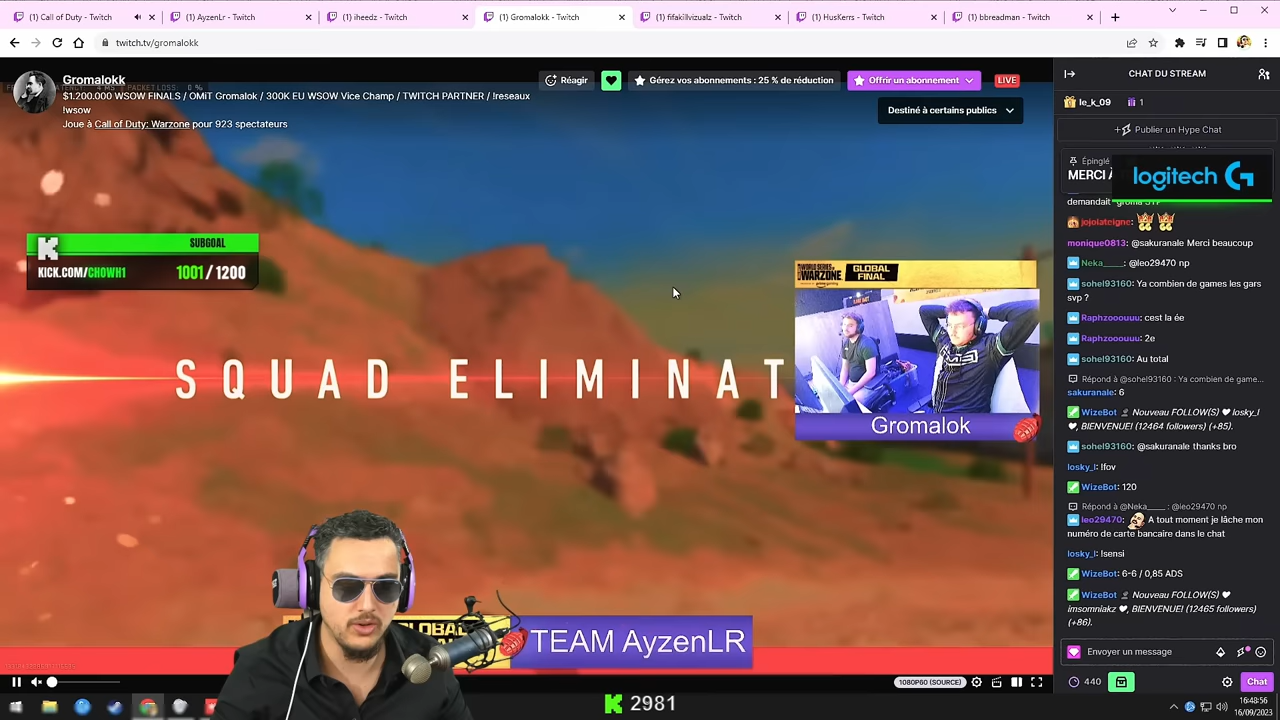 Call of Duty - Twitch
(1) AyzenLr - Twitch
(1) iheedz - Twitch
(1) Gromalokk - Twitch
(1) fifakillvizualz - Twitch
(1) HusKerrs - Twitch
(1) bbreadman - Twitch
twitch.tv/gromalokk
Gromalokk
$1.200.000 WSOW FINALS / OMiT Gromalok / 300K EU WSOW Vice Champ / TWITCH PARTNER / !reseaux
!wsow
Joue à Call of Duty: Warzone pour 923 spectateurs
Réagir
Gérez vos abonnements : 25 % de réduction
Offrir un abonnement
LIVE
Destiné à certains publics
SUBGOAL
KICK.COM/CHOWH1
1001 / 1200
WORLD SERIES OF WARZONE
GLOBAL FINAL
SQUAD ELIMINAT
Gromalok
GLOBAL
TEAM AyzenLR
1080P60 (SOURCE)
K 2981
CHAT DU STREAM
le_k_09
1
Publier un Hype Chat
Épinglé
MERCI À
logitech G
demandait
jojolateigne:
monique0813: @sakuranale Merci beaucoup
Neka____: @leo29470 np
sohel93160: Ya combien de games les gars
svp ?
Raphzooouuu: cest la ée
Raphzooouuu: 2e
sohel93160: Au total
Répond à @sohel93160 : Ya combien de game...
sakuranale: 6
WizeBot: Nouveau FOLLOW(S) losky_l
, BIENVENUE! (12464 followers) (+85).
sohel93160: @sakuranale thanks bro
losky_l: !fov
WizeBot: 120
Répond à @Neka____ : @leo29470 np
leo29470: A tout moment je lâche mon
numéro de carte bancaire dans le chat
losky_l: !sensi
WizeBot: 6-6 / 0,85 ADS
WizeBot: Nouveau FOLLOW(S)
imsomniakz , BIENVENUE! (12465 followers)
(+86).
Envoyer un message
440
Chat
16:48:56
16/09/2023